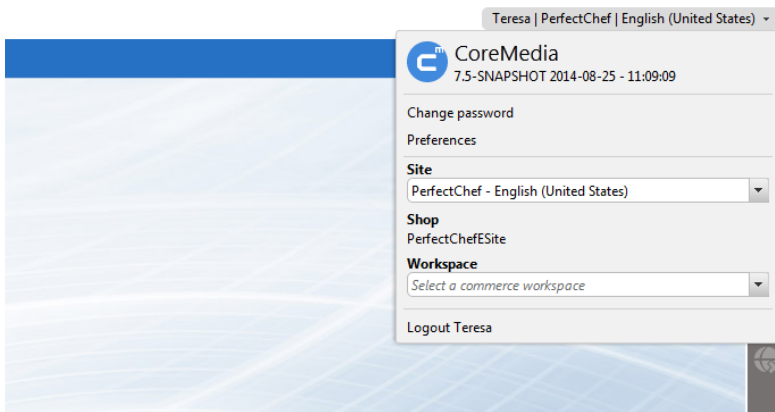 Teresa | PerfectChef | English (United States)
CoreMedia
7.5-SNAPSHOT 2014-08-25 - 11:09:09
Change password
Preferences
Site
PerfectChef - English (United States)
Shop
PerfectChefESite
Workspace
Select a commerce workspace
Logout Teresa